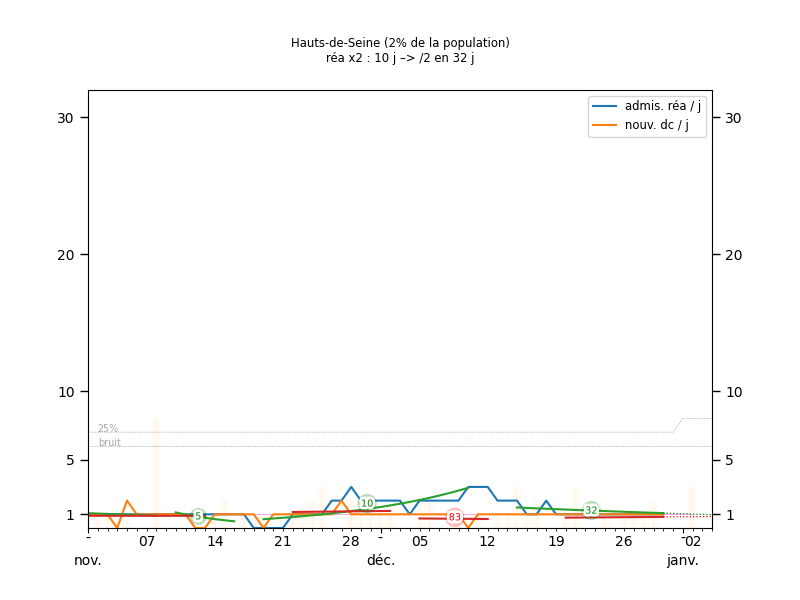 Hauts-de-Seine (2% de la population)
réa x2 : 10 j –> /2 en 32 j
admis. réa / j
nouv. dc / j
30 30
20 20
10 10
25%
bruit
5 5
10
32
5
83
1 1
- 07 14 21 28 - 05 12 19 26 02
nov. déc. janv.